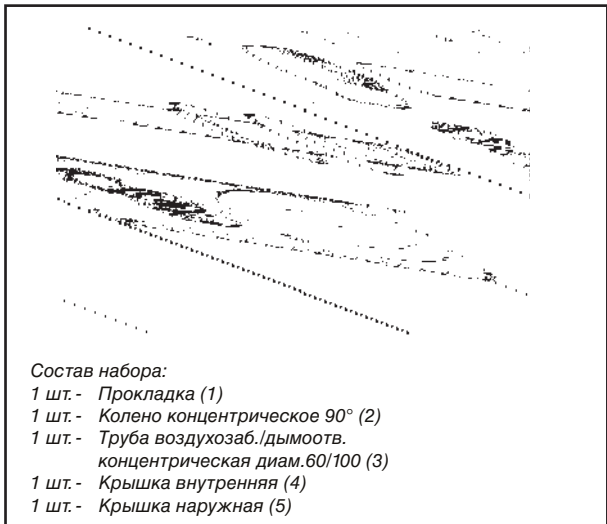 Состав набора:
1 шт. - Прокладка (1)
1 шт. - Колено концентрическое 90° (2)
1 шт. - Труба воздухозаб./дымоотв.
концентрическая диам.60/100 (3)
1 шт. - Крышка внутренняя (4)
1 шт. - Крышка наружная (5)